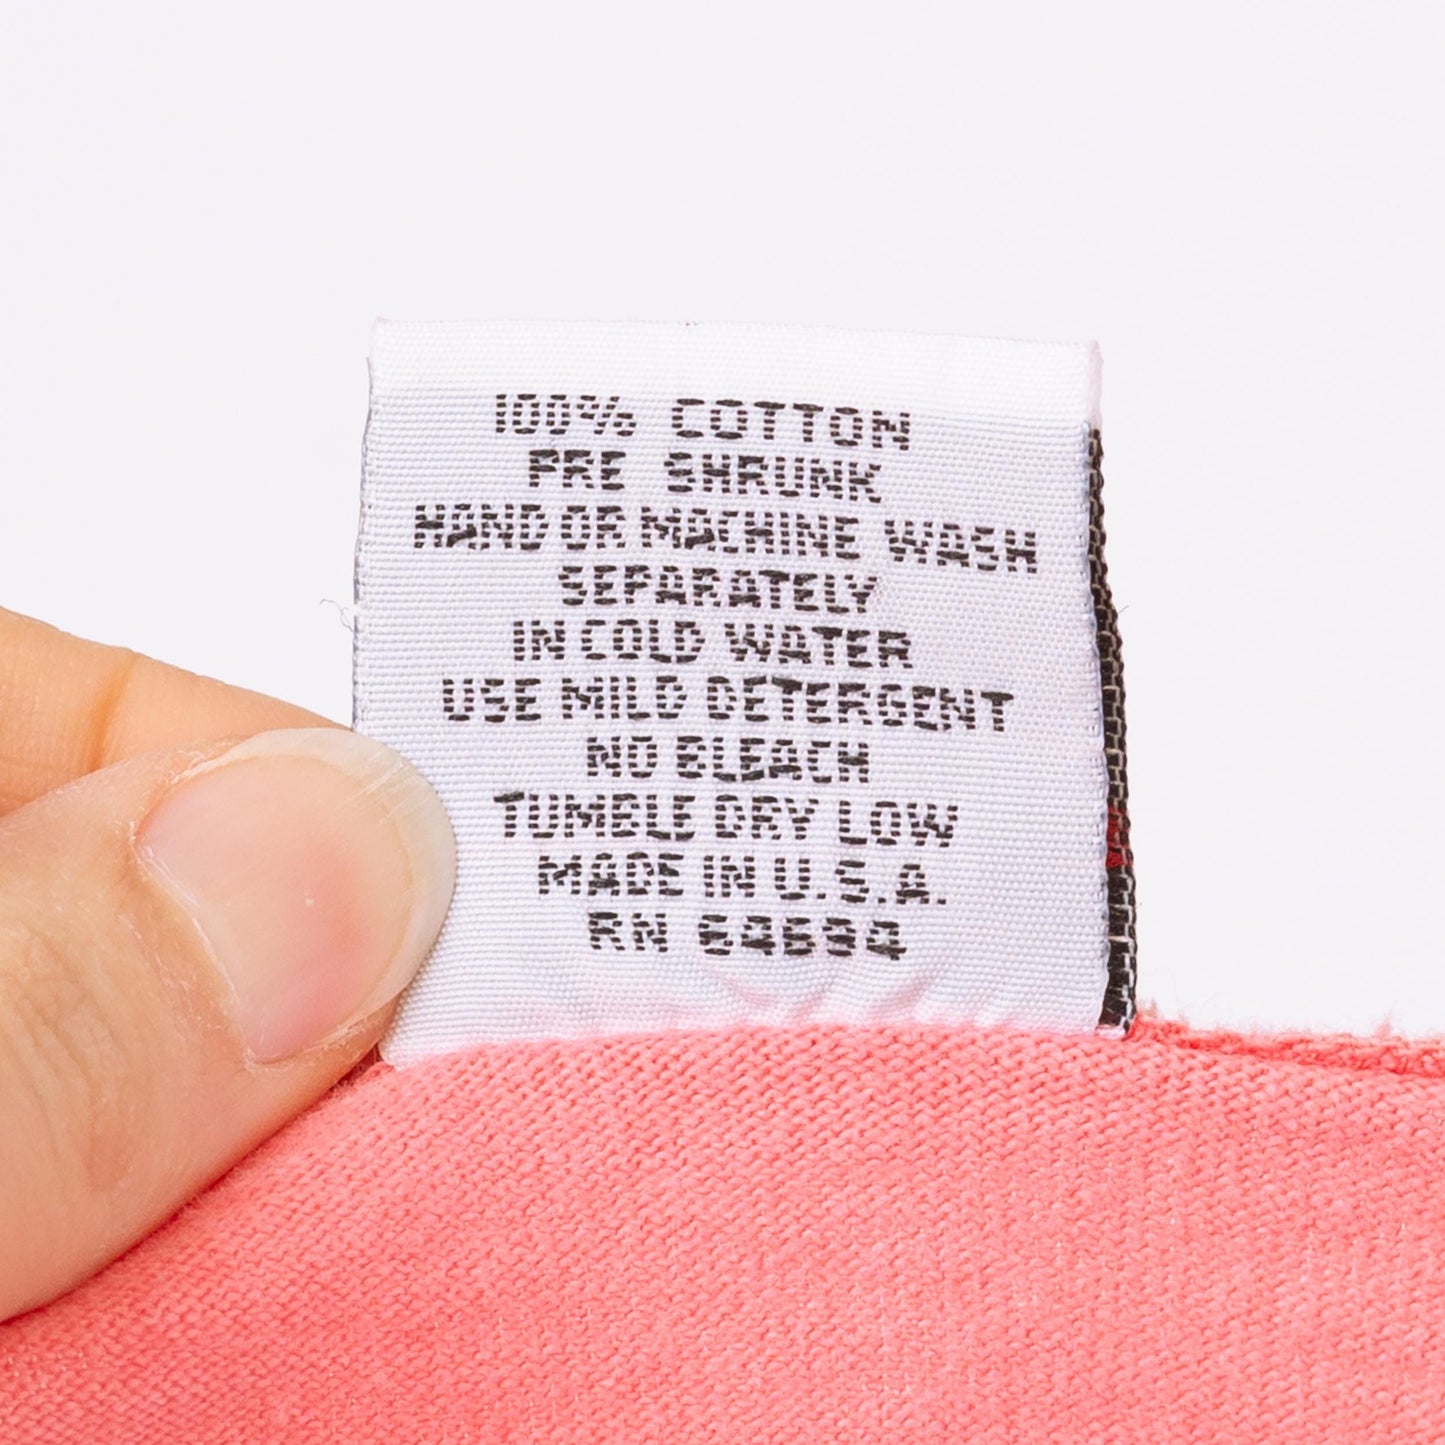 100% COTTON
PRE SHRUNK
HAND OR MACHINE WASH
SEPARATELY
IN COLD WATER
USE MILD DETERGENT
NO BLEACH
TUMBLE DRY LOW
MADE IN U.S.A.
RN 64694